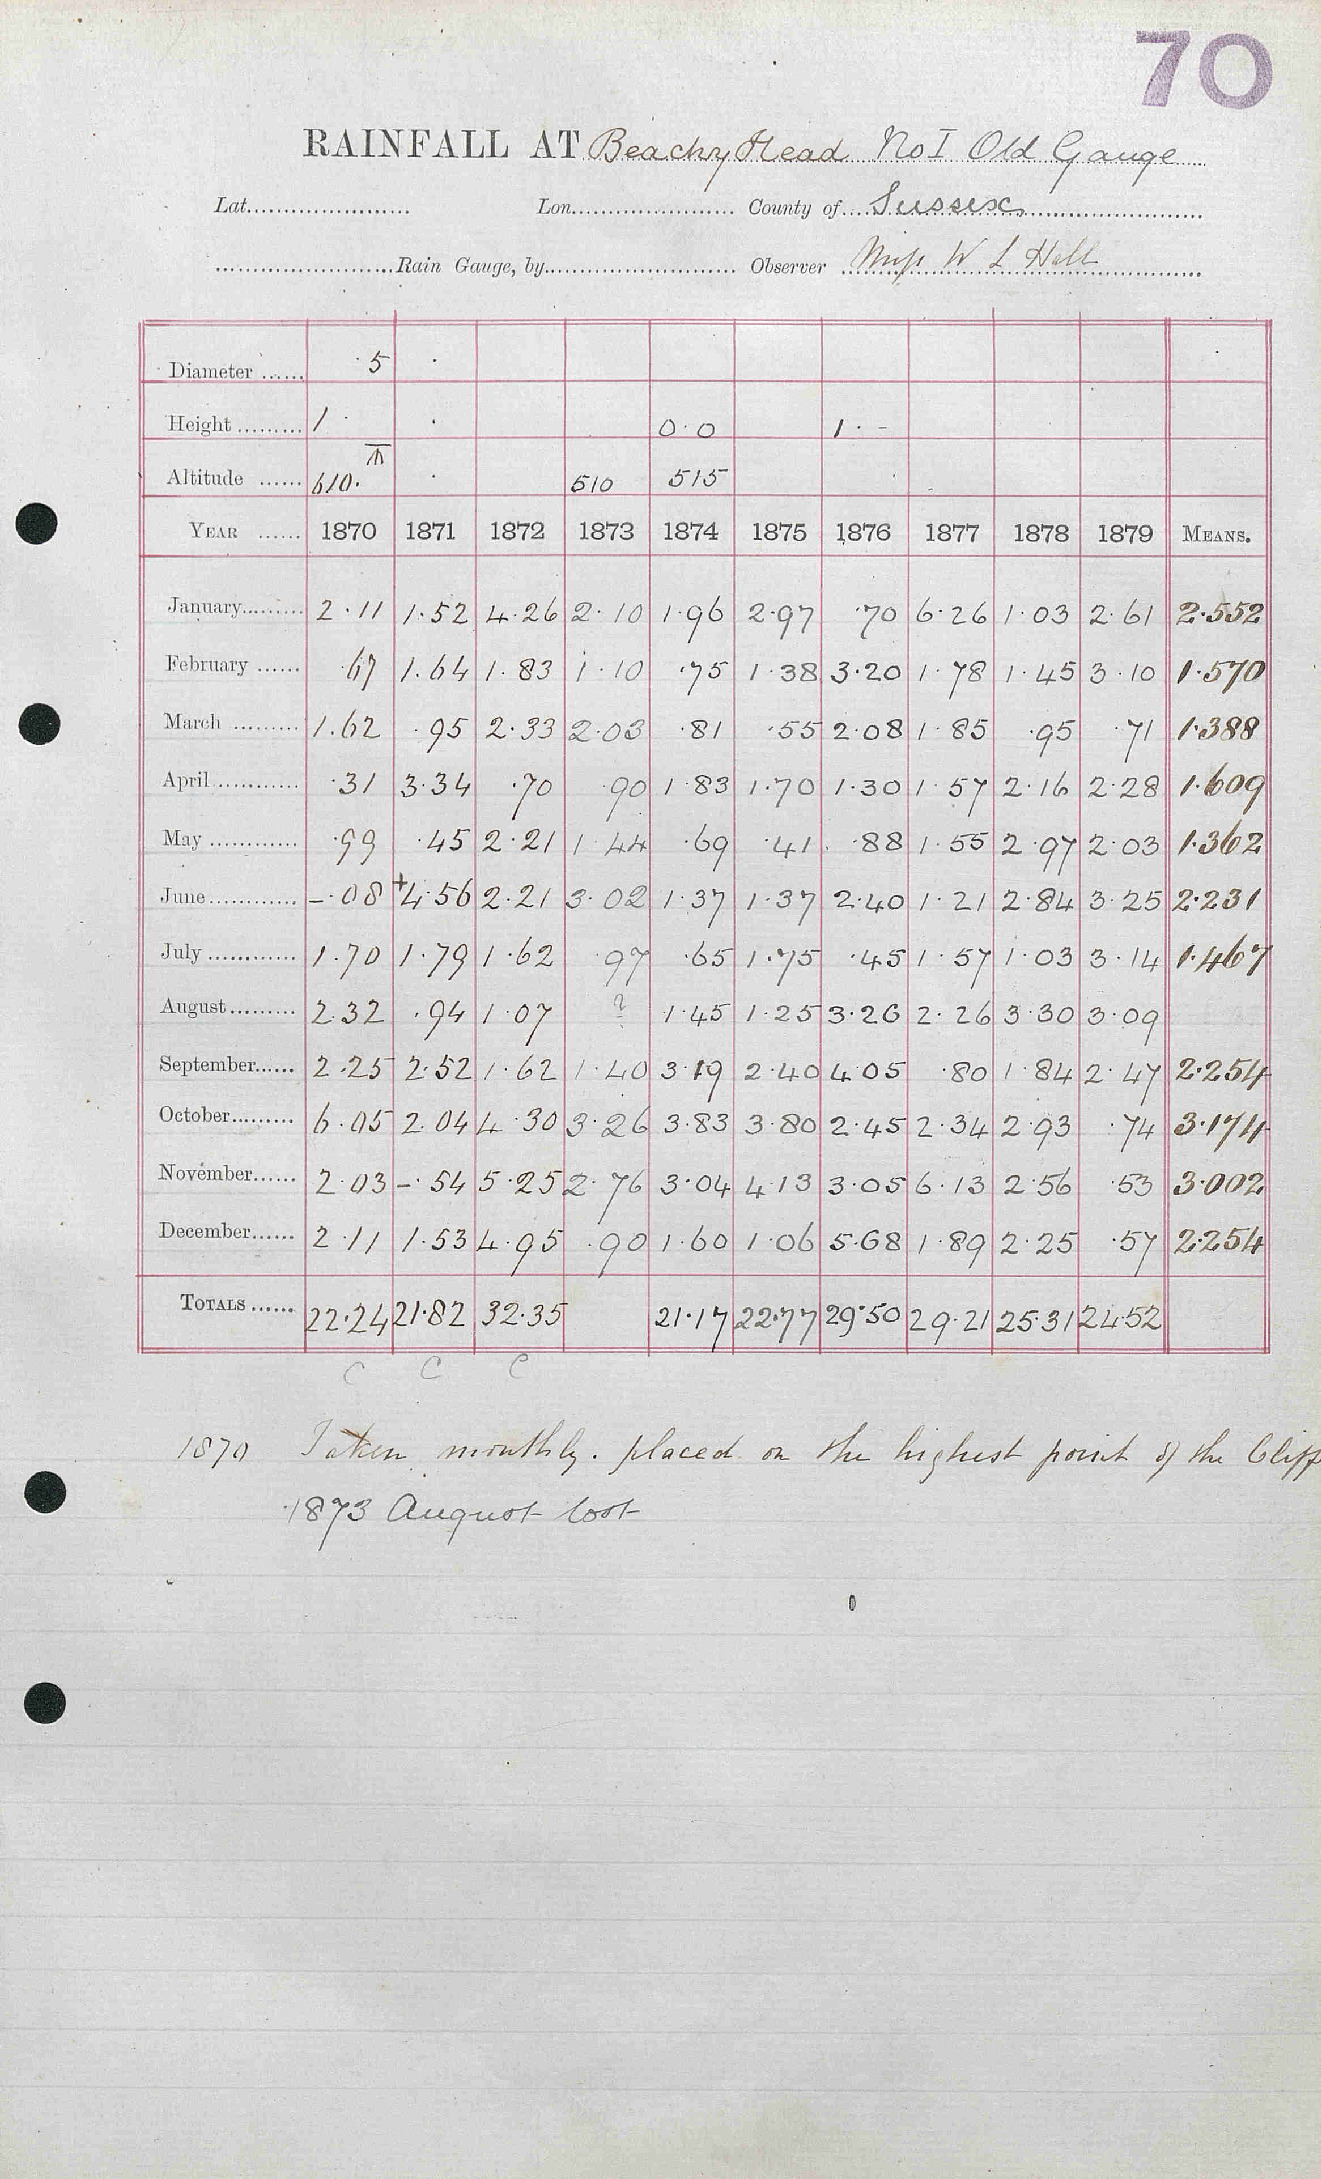 70
RAINFALL AT Beachy Head No I Old Gauge
Lat. Lon. County of Sussex
Rain Gauge, by Observer Miss W L Hall
Diameter 5
Height 1 0.0 1. -
Altitude 610. 510 515
YEAR 1870 1871 1872 1873 1874 1875 1876 1877 1878 1879 MEANS.
January 2.11 1.52 4.26 2.10 1.96 2.97 .70 6.26 1.03 2.61 2.552
February .67 1.64 1.83 1.10 .75 1.38 3.20 1.78 1.45 3.10 1.570
March 1.62 .95 2.33 2.03 .81 .55 2.08 1.85 .95 .71 1.388
April .31 3.34 .70 .90 1.83 1.70 1.30 1.57 2.16 2.28 1.609
May .99 .45 2.21 1.44 .69 .41 .88 1.55 2.97 2.03 1.362
June -.08 +4.56 2.21 3.02 1.37 1.37 2.40 1.21 2.84 3.25 2.231
July 1.70 1.79 1.62 .97 .65 1.75 .45 1.57 1.03 3.14 1.467
August 2.32 .94 1.07 ? 1.45 1.25 3.26 2.26 3.30 3.09
September 2.25 2.52 1.62 1.40 3.19 2.40 4.05 .80 1.84 2.47 2.254
October 6.05 2.04 4.30 3.26 3.83 3.80 2.45 2.34 2.93 .74 3.174
November 2.03 -.54 5.25 2.76 3.04 4.13 3.05 6.13 2.56 .53 3.002
December 2.11 1.53 4.95 .90 1.60 1.06 5.68 1.89 2.25 .57 2.254
TOTALS 22.24 21.82 32.35 21.17 22.77 29.50 29.21 25.31 24.52
C C C
1870 Taken monthly. placed on the highest point of the Cliff
1873 August lost